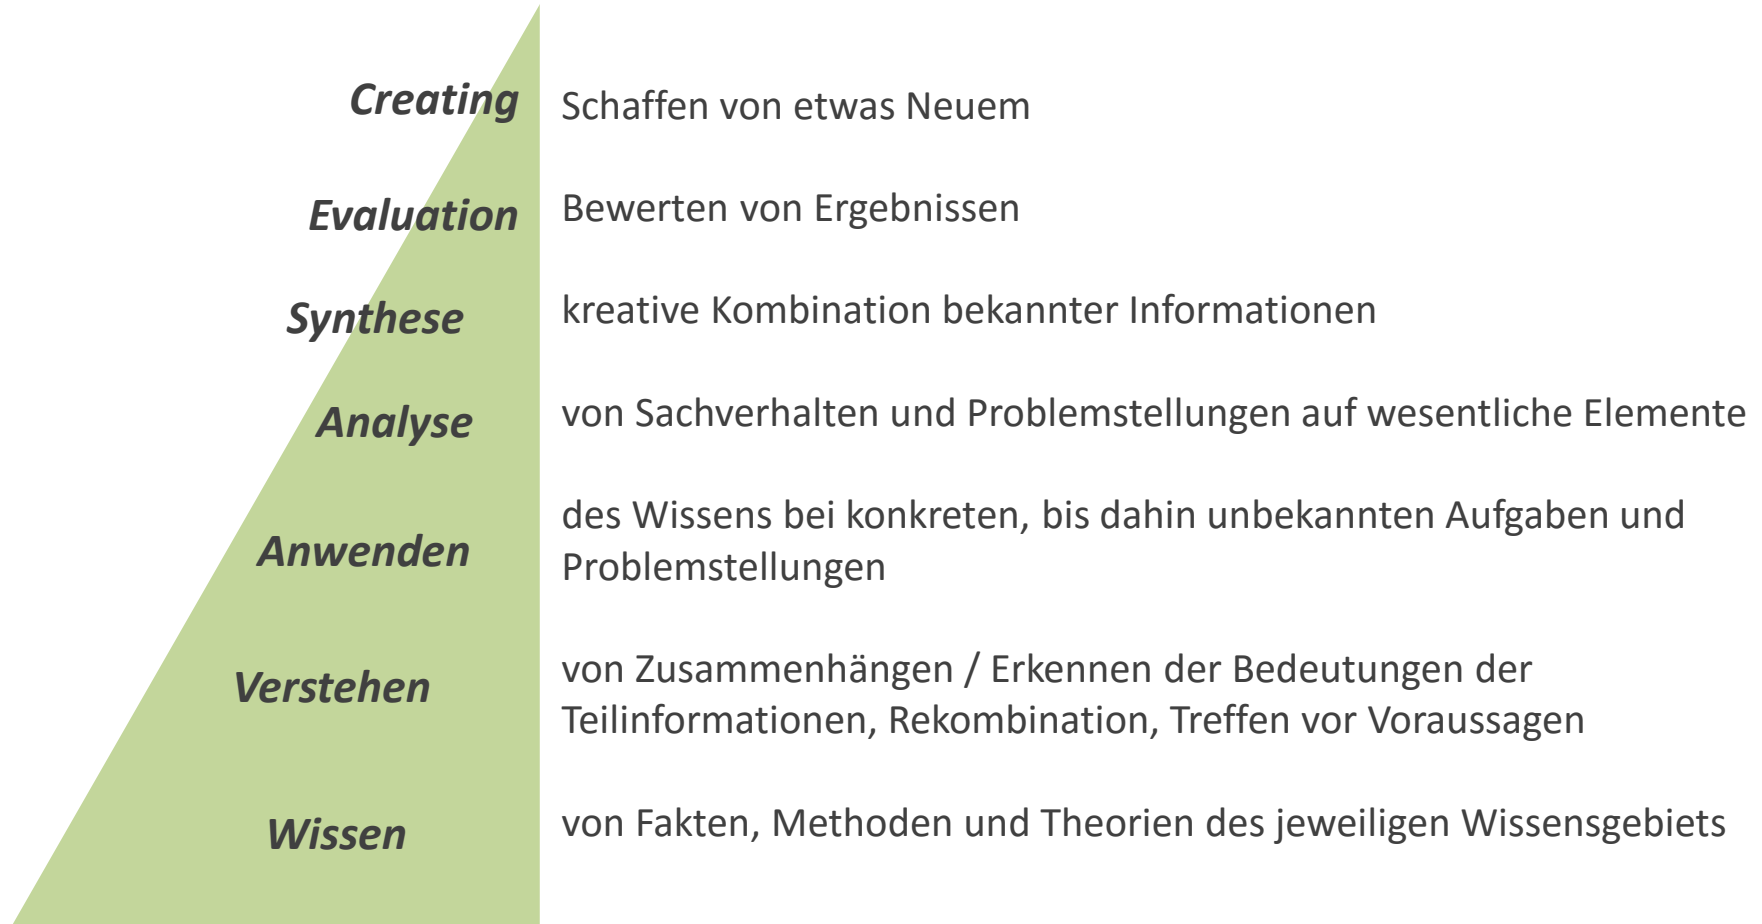 Creating
Schaffen von etwas Neuem
Evaluation
Bewerten von Ergebnissen
Synthese
kreative Kombination bekannter Informationen
Analyse
von Sachverhalten und Problemstellungen auf wesentliche Elemente
Anwenden
des Wissens bei konkreten, bis dahin unbekannten Aufgaben und
Problemstellungen
Verstehen
von Zusammenhängen / Erkennen der Bedeutungen der
Teilinformationen, Rekombination, Treffen vor Voraussagen
Wissen
von Fakten, Methoden und Theorien des jeweiligen Wissensgebiets